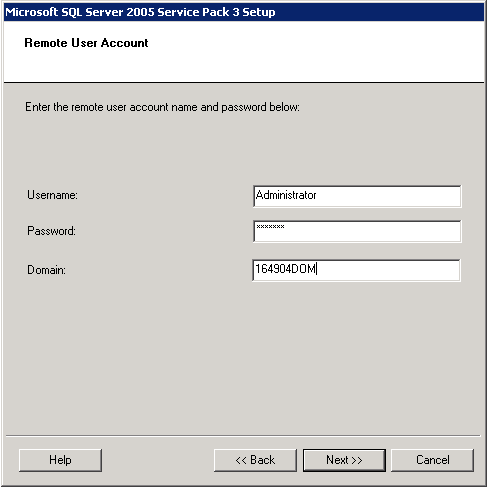 Microsoft SQL Server 2005 Service Pack 3 Setup
Remote User Account
Enter the remote user account name and password below:
Username: Administrator
Password: xxxxxxx
Domain: 164904DOM
Help << Back Next >> Cancel